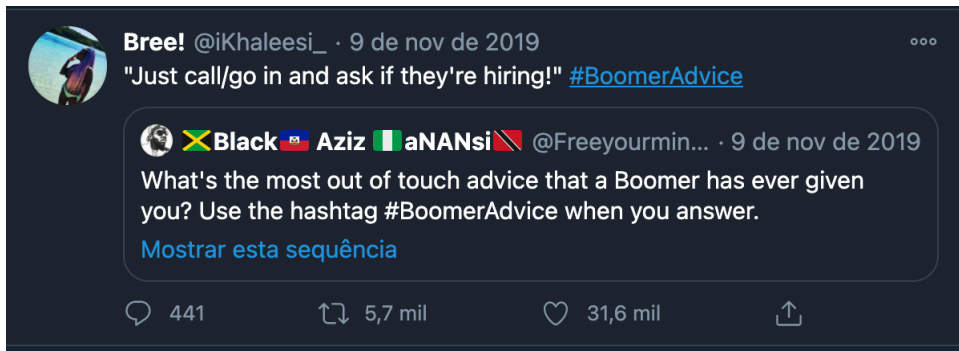 Bree! @iKhaleesi_ · 9 de nov de 2019
"Just call/go in and ask if they're hiring!" #BoomerAdvice
🇯🇲Black🇭🇹 Aziz 🇳🇬aNANsi🇹🇹 @Freeyourmin... · 9 de nov de 2019
What's the most out of touch advice that a Boomer has ever given
you? Use the hashtag #BoomerAdvice when you answer.
Mostrar esta sequência
441 5,7 mil 31,6 mil